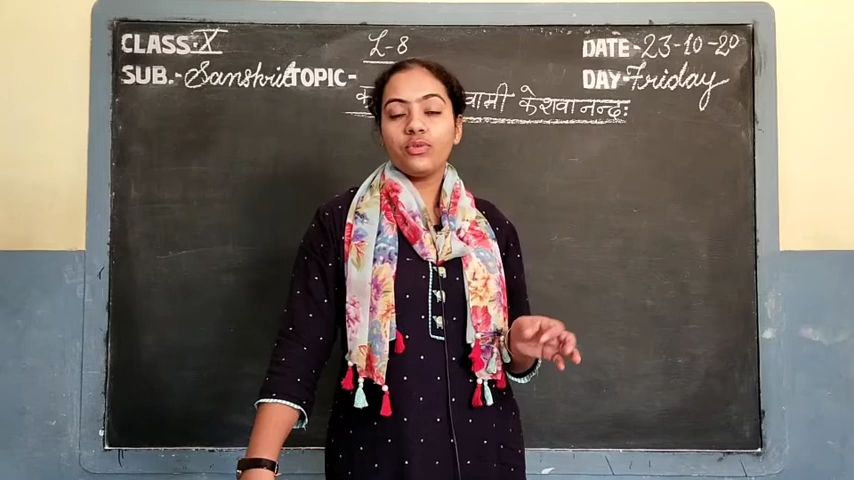 CLASS:- X L-8 DATE:-23-10-20
SUB.-Sanskrit TOPIC- DAY -Friday
केशवानन्दः